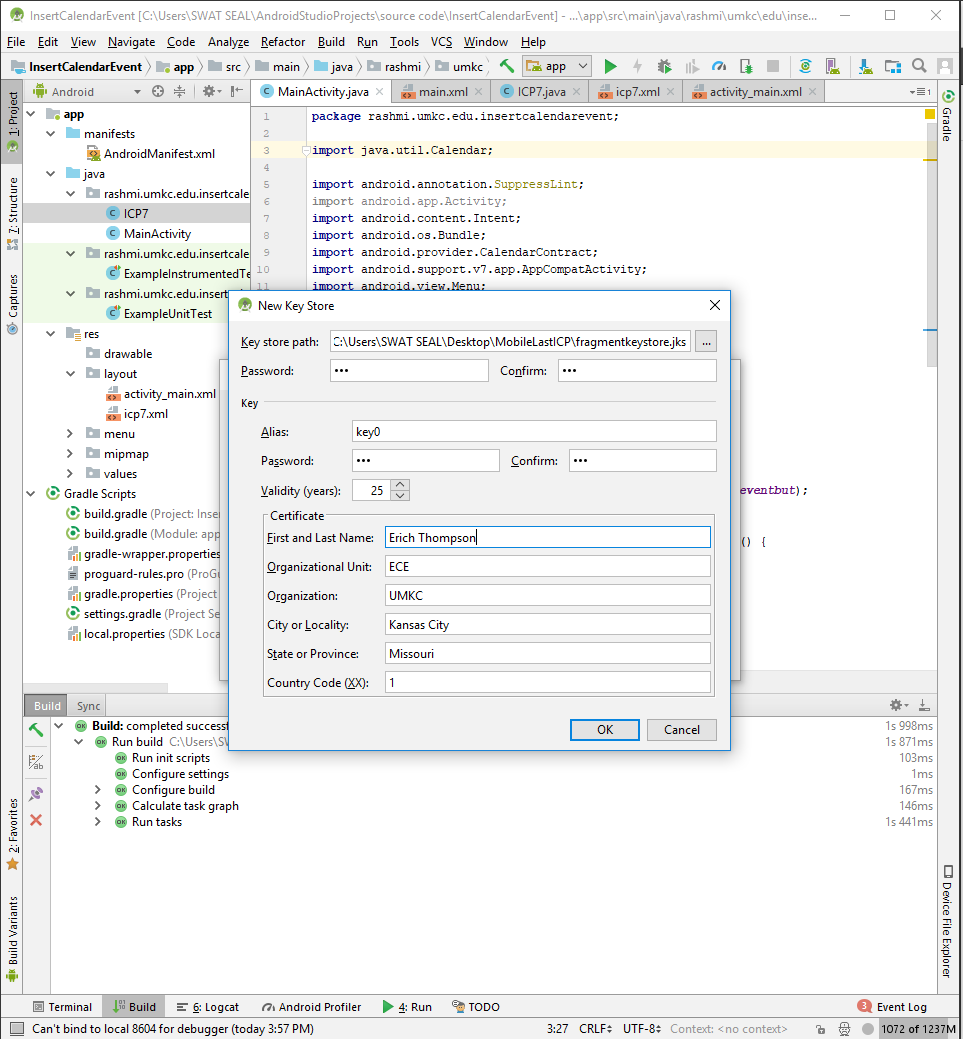 InsertCalendarEvent [C:\Users\SWAT SEAL\AndroidStudioProjects\source code\InsertCalendarEvent] - ...\app\src\main\java\rashmi\umkc\edu\inse...
File Edit View Navigate Code Analyze Refactor Build Run Tools VCS Window Help
InsertCalendarEvent app src main java rashmi umkc app
Android MainActivity.java main.xml ICP7.java icp7.xml activity_main.xml 1
1: Project
7: Structure
Captures
2: Favorites
Build Variants
Gradle
Device File Explorer
app
manifests
AndroidManifest.xml
java
rashmi.umkc.edu.insertcale
ICP7
MainActivity
rashmi.umkc.edu.insertcale
ExampleInstrumentedTe
rashmi.umkc.edu.insertc
ExampleUnitTest
res
drawable
layout
activity_main.xml
icp7.xml
menu
mipmap
values
Gradle Scripts
build.gradle (Project: Inser
build.gradle (Module: app
gradle-wrapper.properties
proguard-rules.pro (ProG
gradle.properties (Project
settings.gradle (Project Se
local.properties (SDK Loca
1 package rashmi.umkc.edu.insertcalendarevent;
2
3 import java.util.Calendar;
4
5 import android.annotation.SuppressLint;
6 import android.app.Activity;
7 import android.content.Intent;
8 import android.os.Bundle;
9 import android.provider.CalendarContract;
10 import android.support.v7.app.AppCompatActivity;
11 import android.view.Menu;
eventbut);
() {
New Key Store
Key store path: C:\Users\SWAT SEAL\Desktop\MobileLastICP\fragmentkeystore.jks ...
Password: ••• Confirm: •••
Key
Alias: key0
Password: ••• Confirm: •••
Validity (years): 25
Certificate
First and Last Name: Erich Thompson
Organizational Unit: ECE
Organization: UMKC
City or Locality: Kansas City
State or Province: Missouri
Country Code (XX): 1
OK Cancel
Build Sync
Build: completed successf 1s 998ms
Run build C:\Users\SW 1s 871ms
Run init scripts 103ms
Configure settings 1ms
Configure build 167ms
Calculate task graph 146ms
Run tasks 1s 441ms
Terminal Build 6: Logcat Android Profiler 4: Run TODO 3 Event Log
Can't bind to local 8604 for debugger (today 3:57 PM) 3:27 CRLF UTF-8 Context: <no context> 1072 of 1237M